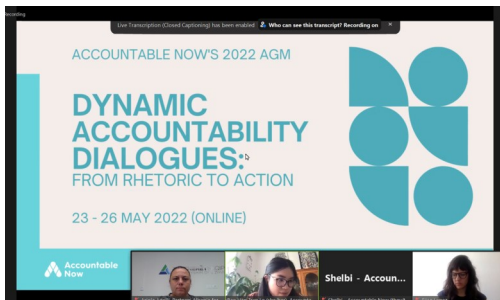 Recording
Live Transcription (Closed Captioning) has been enabled Who can see this transcript? Recording on
ACCOUNTABLE NOW'S 2022 AGM
DYNAMIC
ACCOUNTABILITY
DIALOGUES:
FROM RHETORIC TO ACTION
23 - 26 MAY 2022 (ONLINE)
Accountable
Now
Shelbi - Accoun...